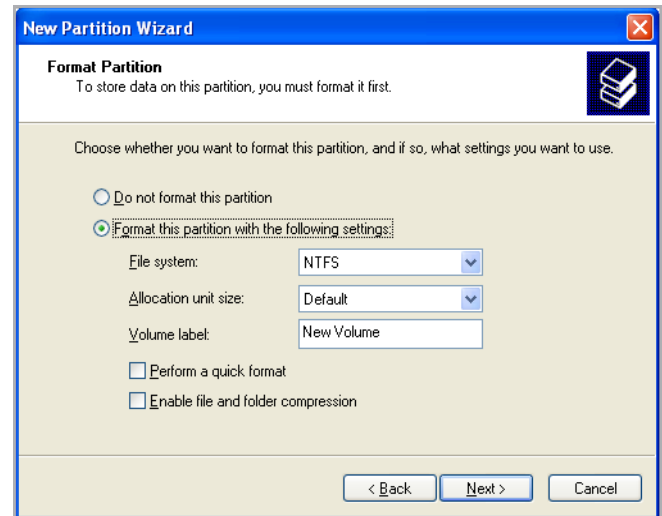 New Partition Wizard
Format Partition
To store data on this partition, you must format it first.
Choose whether you want to format this partition, and if so, what settings you want to use.
Do not format this partition
Format this partition with the following settings:
File system:
NTFS
Allocation unit size:
Default
Volume label:
New Volume
Perform a quick format
Enable file and folder compression
< Back
Next >
Cancel